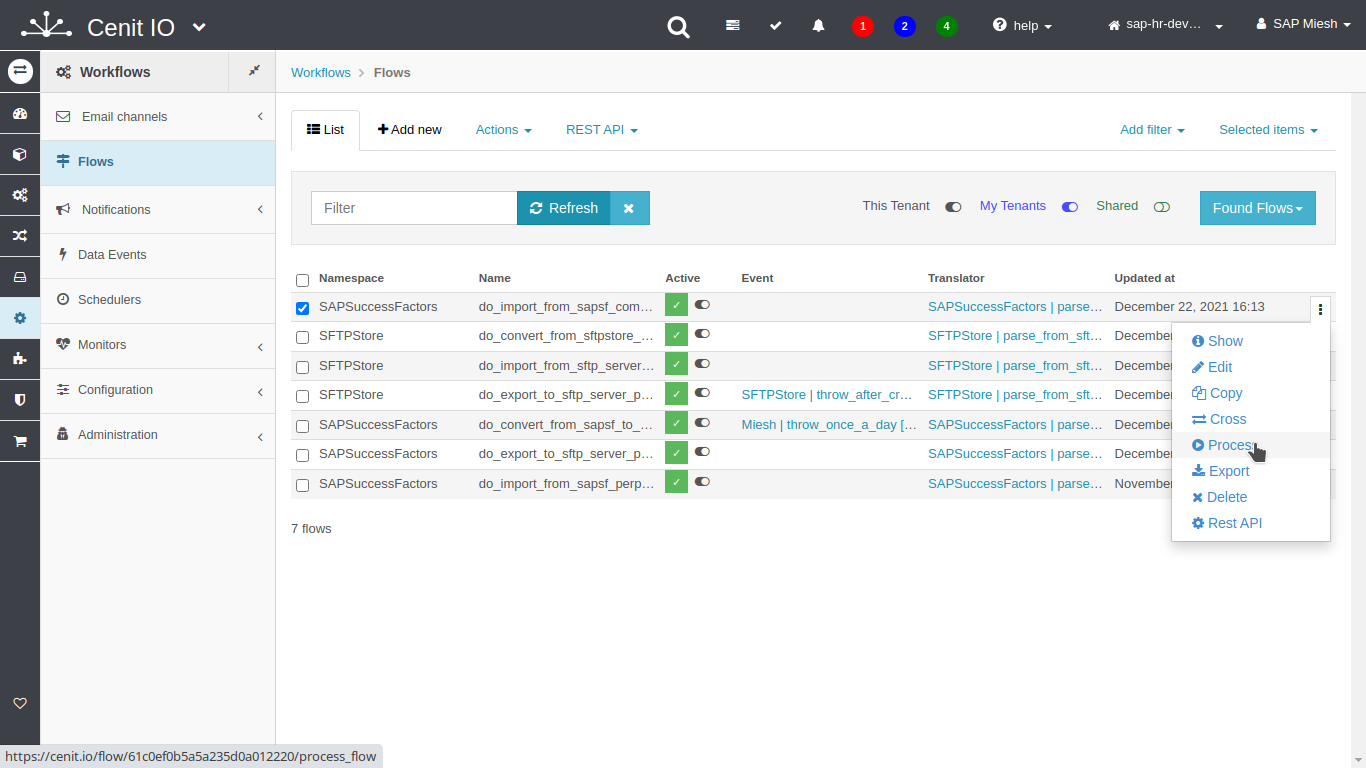 Cenit IO
1 2 4 help sap-hr-dev… SAP Miesh
Workflows
Workflows > Flows
Email channels
Flows
Notifications
Data Events
Schedulers
Monitors
Configuration
Administration
List Add new Actions REST API Add filter Selected items
Filter Refresh This Tenant My Tenants Shared Found Flows
Namespace Name Active Event Translator Updated at
SAPSuccessFactors do_import_from_sapsf_com… ✓ SAPSuccessFactors | parse… December 22, 2021 16:13
SFTPStore do_convert_from_sftpstore_… ✓ SFTPStore | parse_from_sft… December
SFTPStore do_import_from_sftp_server… ✓ SFTPStore | parse_from_sft… December
SFTPStore do_export_to_sftp_server_p… ✓ SFTPStore | throw_after_cr… SFTPStore | parse_from_sft… December
SAPSuccessFactors do_convert_from_sapsf_to_… ✓ Miesh | throw_once_a_day [… SAPSuccessFactors | parse… December
SAPSuccessFactors do_export_to_sftp_server_p… ✓ SAPSuccessFactors | parse… December
SAPSuccessFactors do_import_from_sapsf_perp… ✓ SAPSuccessFactors | parse… November
7 flows
Show
Edit
Copy
Cross
Process
Export
Delete
Rest API
https://cenit.io/flow/61c0ef0b5a5a235d0a012220/process_flow